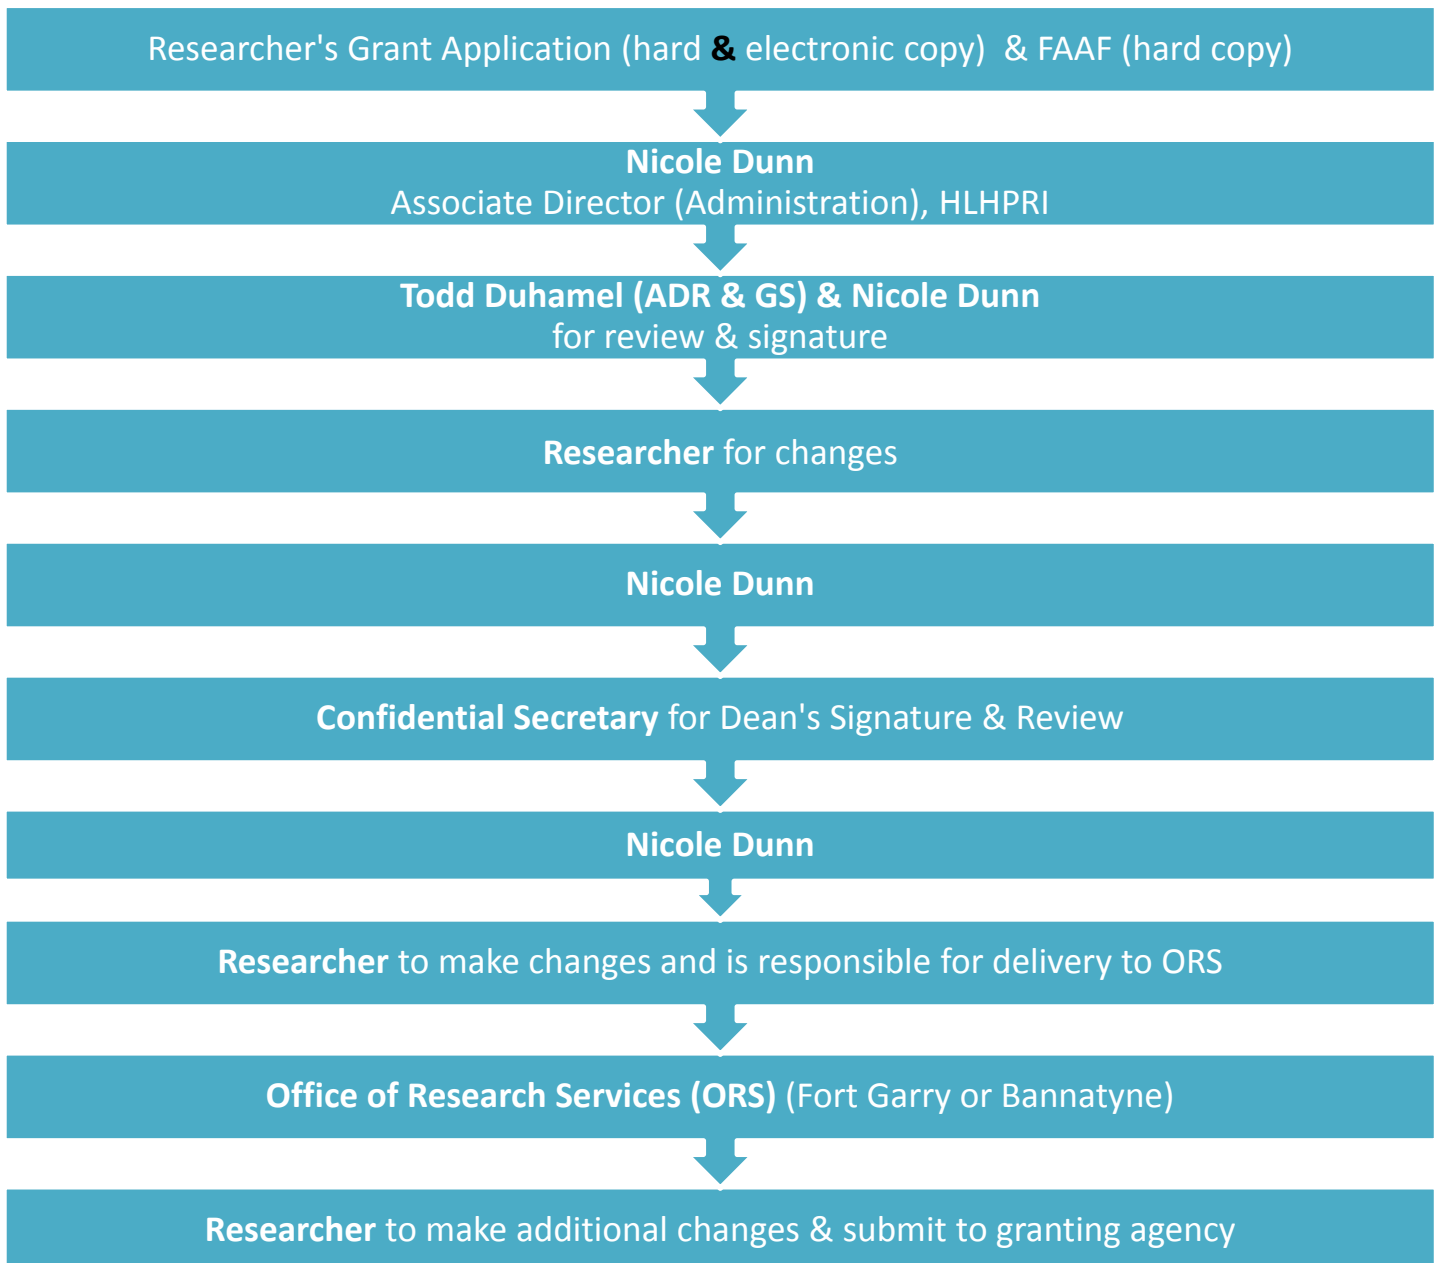 Researcher's Grant Application (hard & electronic copy) & FAAF (hard copy)
Nicole Dunn
Associate Director (Administration), HLHPRI
Todd Duhamel (ADR & GS) & Nicole Dunn
for review & signature
Researcher for changes
Nicole Dunn
Confidential Secretary for Dean's Signature & Review
Nicole Dunn
Researcher to make changes and is responsible for delivery to ORS
Office of Research Services (ORS) (Fort Garry or Bannatyne)
Researcher to make additional changes & submit to granting agency